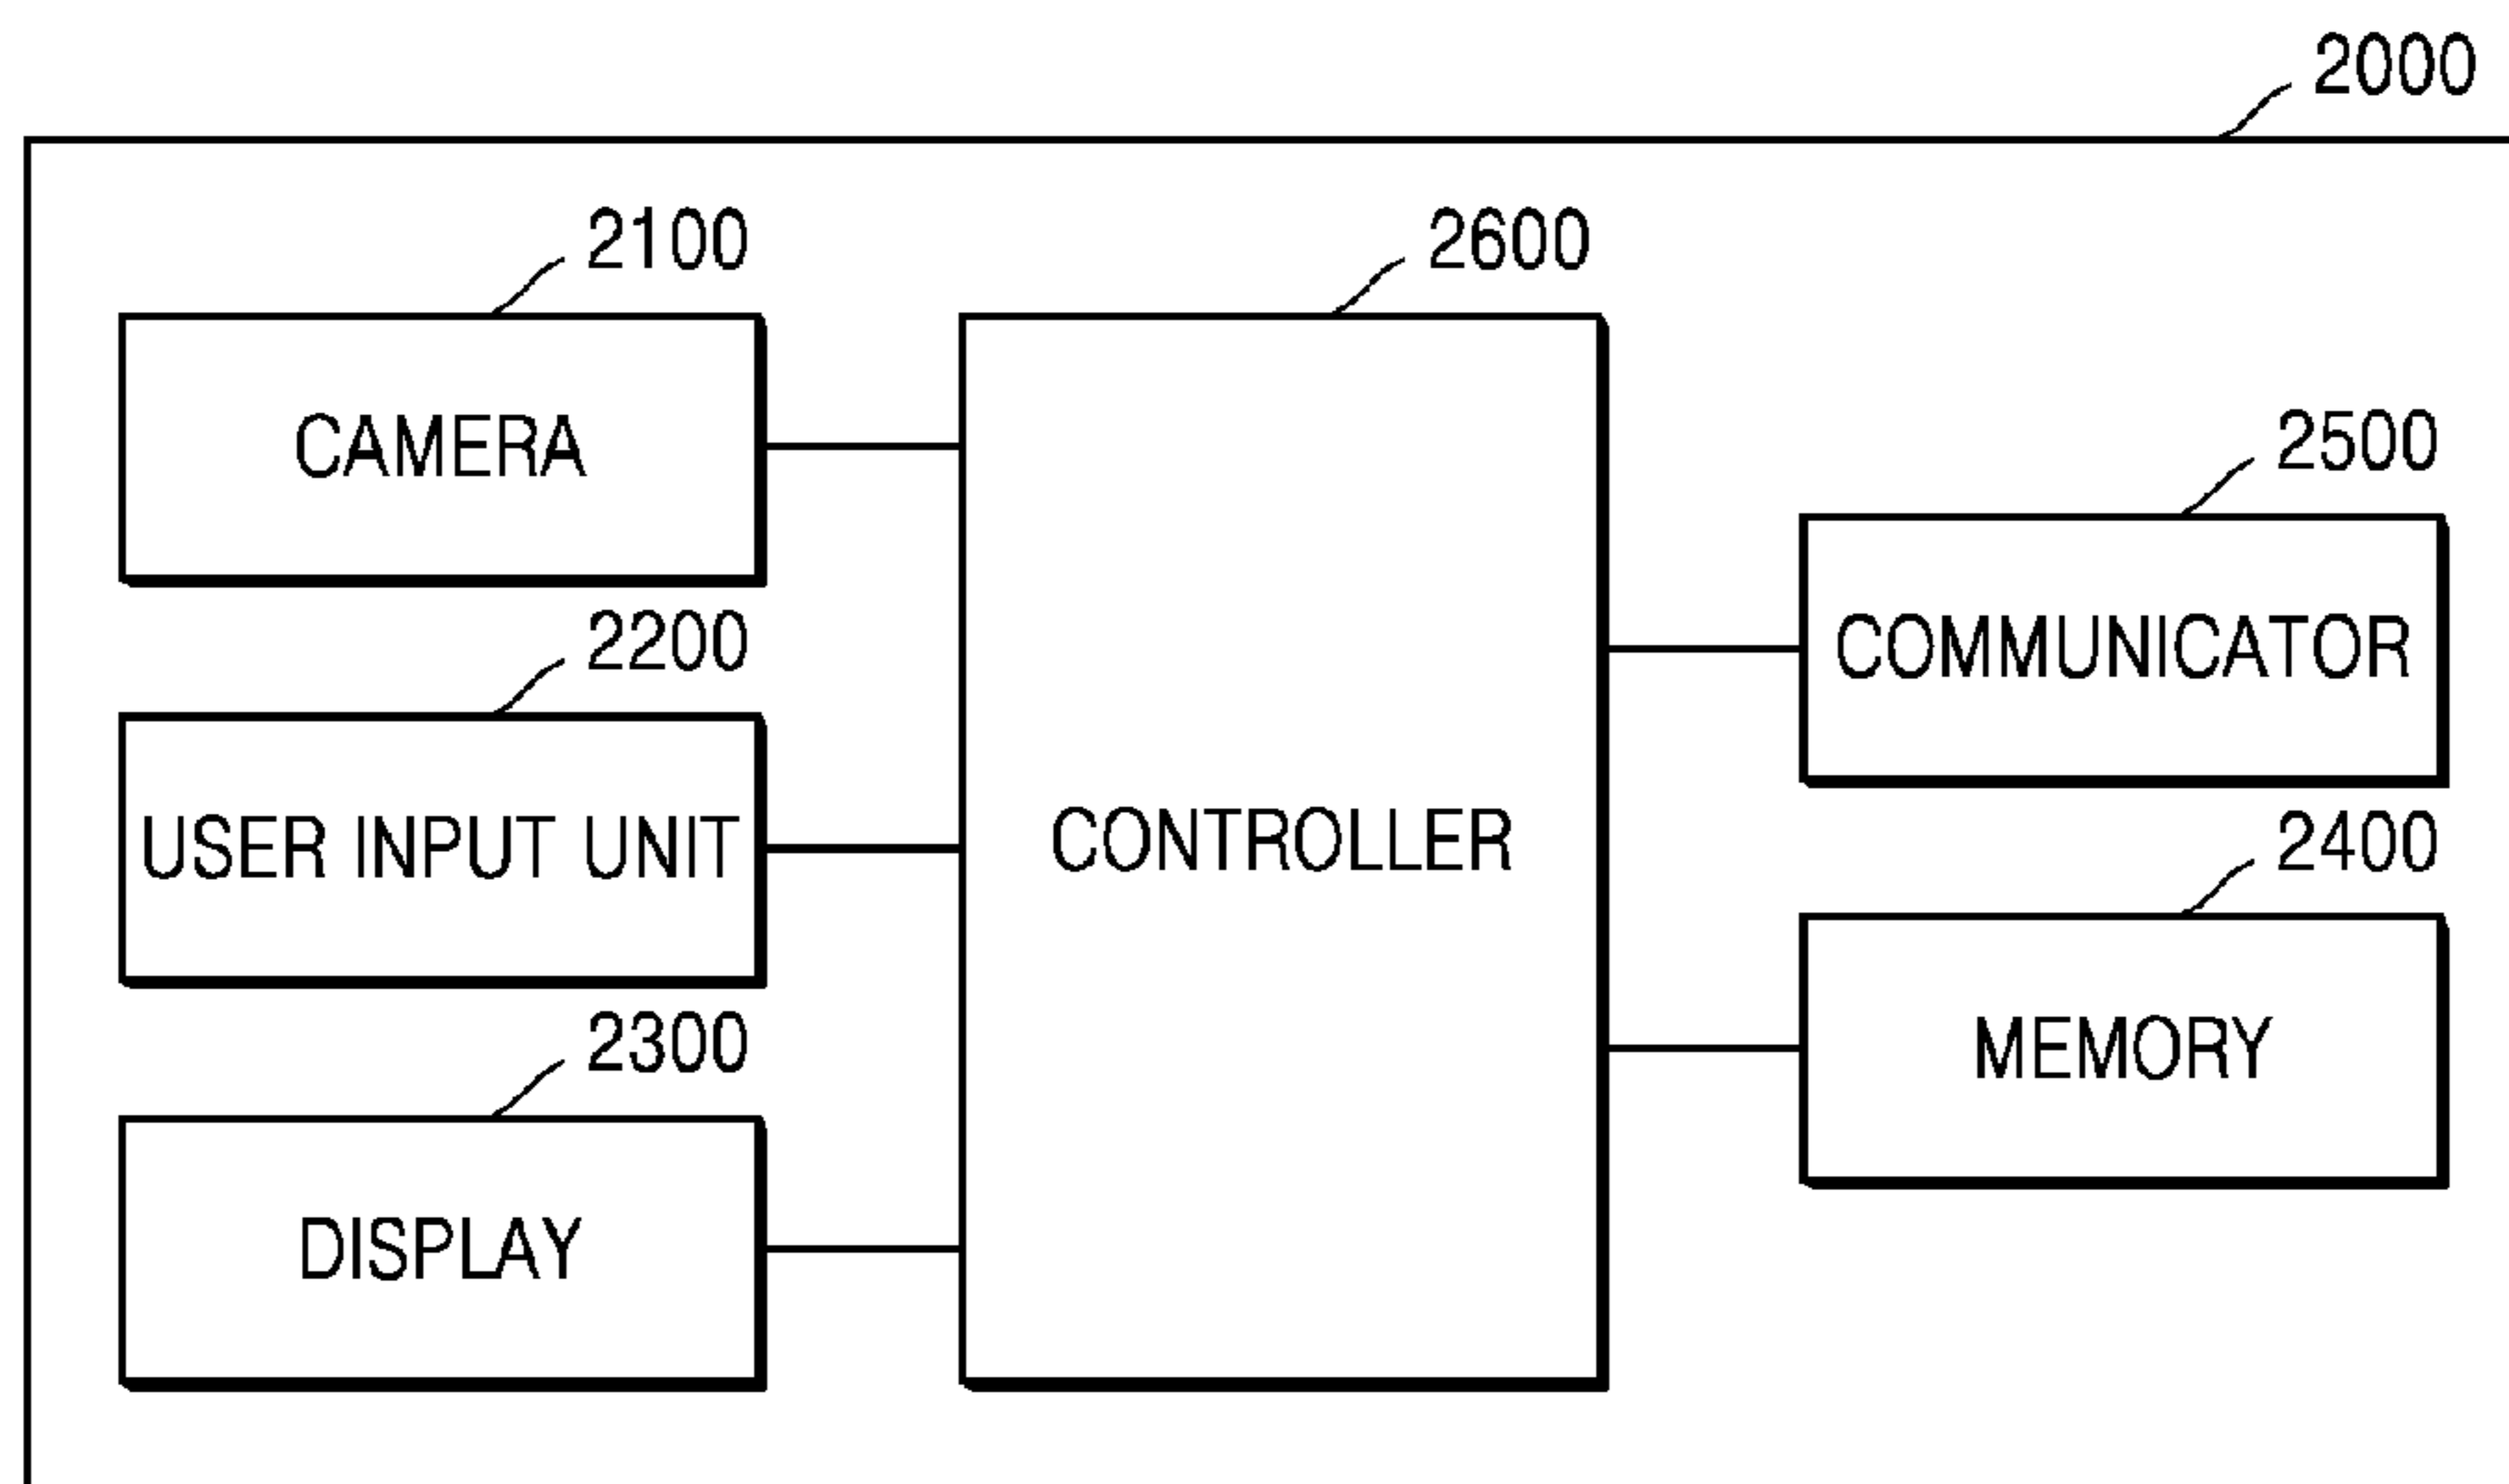 2000
2100
2600
CAMERA
2500
COMMUNICATOR
2200
USER INPUT UNIT
CONTROLLER
2400
MEMORY
2300
DISPLAY